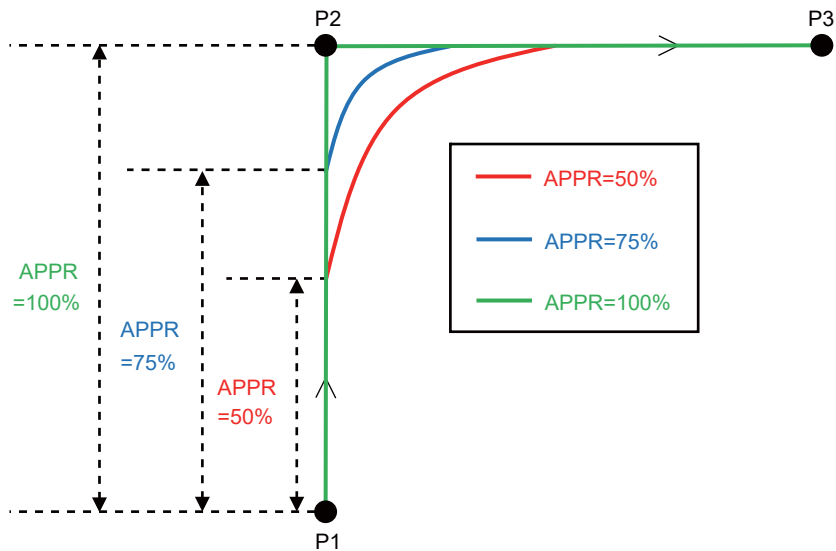 P2
P3
APPR=50%
APPR=75%
APPR=100%
APPR
=100%
APPR
=75%
APPR
=50%
P1